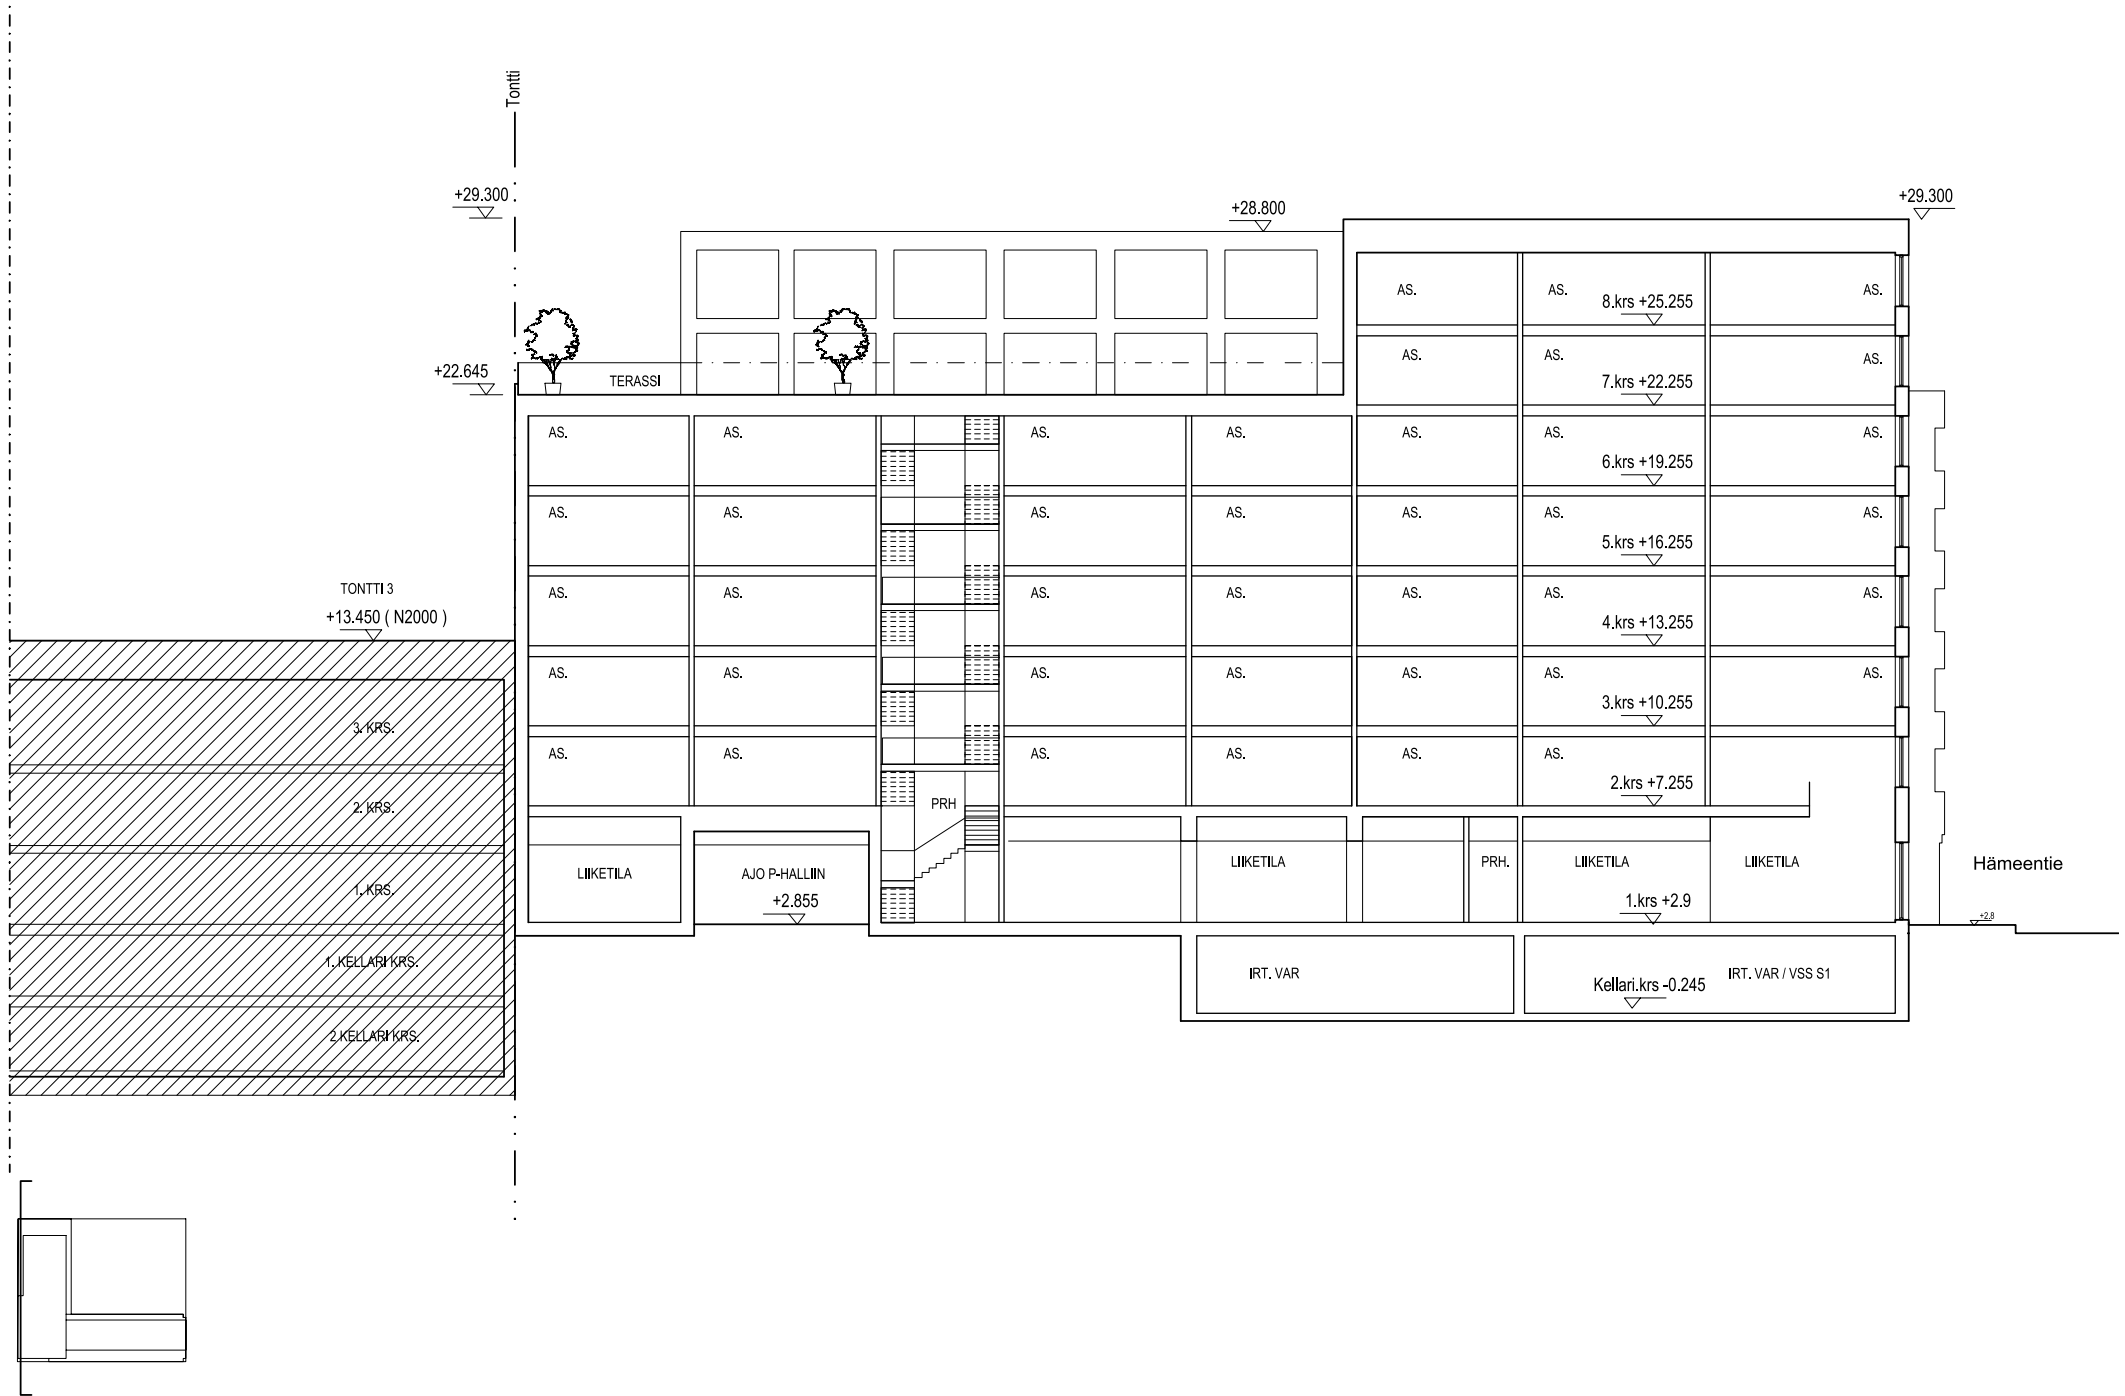 Tontti
+29.300
+28.800
+29.300
AS.
AS.
AS.
8.krs +25.255
+22.645
TERASSI
AS.
AS.
AS.
7.krs +22.255
AS.
AS.
AS.
AS.
AS.
AS.
AS.
6.krs +19.255
AS.
AS.
AS.
AS.
AS.
AS.
AS.
5.krs +16.255
TONTTI 3
+13.450 ( N2000 )
AS.
AS.
AS.
AS.
AS.
AS.
AS.
4.krs +13.255
AS.
AS.
AS.
AS.
AS.
AS.
AS.
3.krs +10.255
3. KRS.
AS.
AS.
AS.
AS.
AS.
AS.
2.krs +7.255
2. KRS.
PRH
LIIKETILA
AJO P-HALLIIN
+2.855
LIIKETILA
PRH.
LIIKETILA
LIIKETILA
Hämeentie
1. KRS.
1.krs +2.9
+2.8
1. KELLARI KRS.
IRT. VAR
IRT. VAR / VSS S1
Kellari.krs -0.245
2 KELLARI KRS.